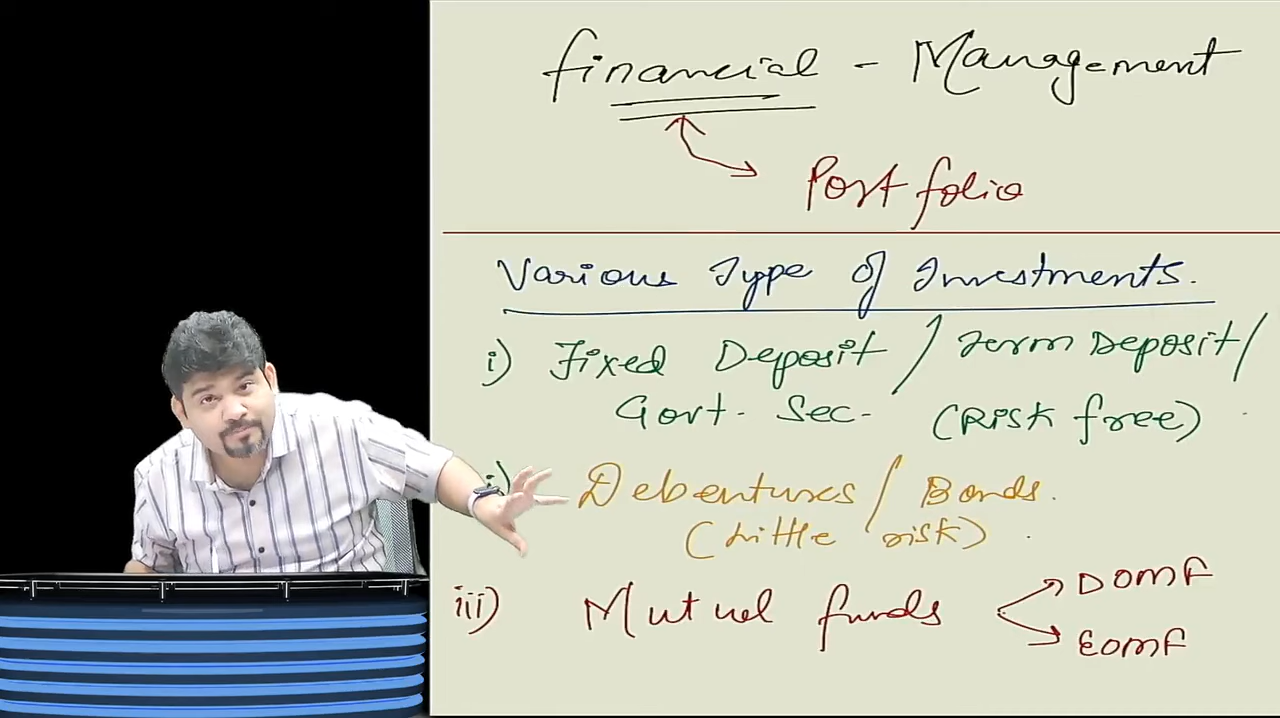 financial - Management
Portfolio
Various Type of Investments.
i) Fixed Deposit / Term Deposit /
Govt. Sec. (Risk free)
ii) Debentures / Bonds.
(Little risk)
iii) Mutual funds
DOMF
EOMF